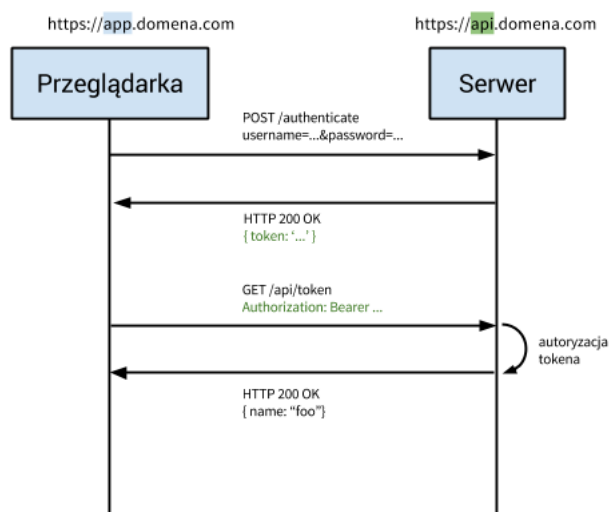 https://app.domena.com
https://api.domena.com
Przeglądarka
Serwer
POST /authenticate
username=...&password=...
HTTP 200 OK
{ token: ‘...’ }
GET /api/token
Authorization: Bearer ...
autoryzacja
tokena
HTTP 200 OK
{ name: “foo”}